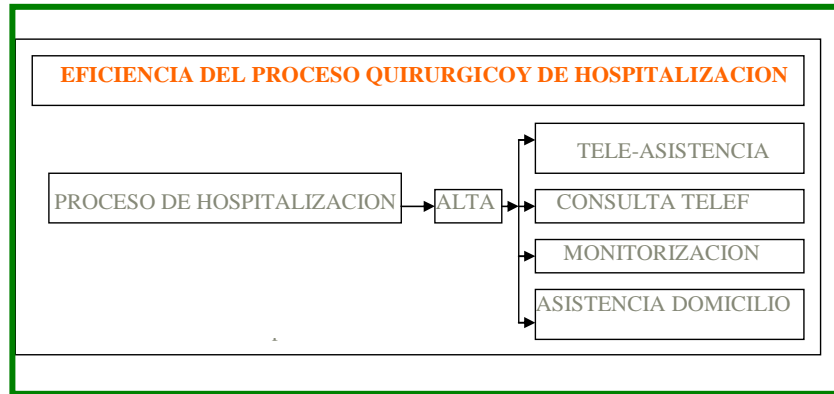 EFICIENCIA DEL PROCESO QUIRURGICOY DE HOSPITALIZACION
TELE-ASISTENCIA
PROCESO DE HOSPITALIZACION
ALTA
CONSULTA TELEF
MONITORIZACION
ASISTENCIA DOMICILIO